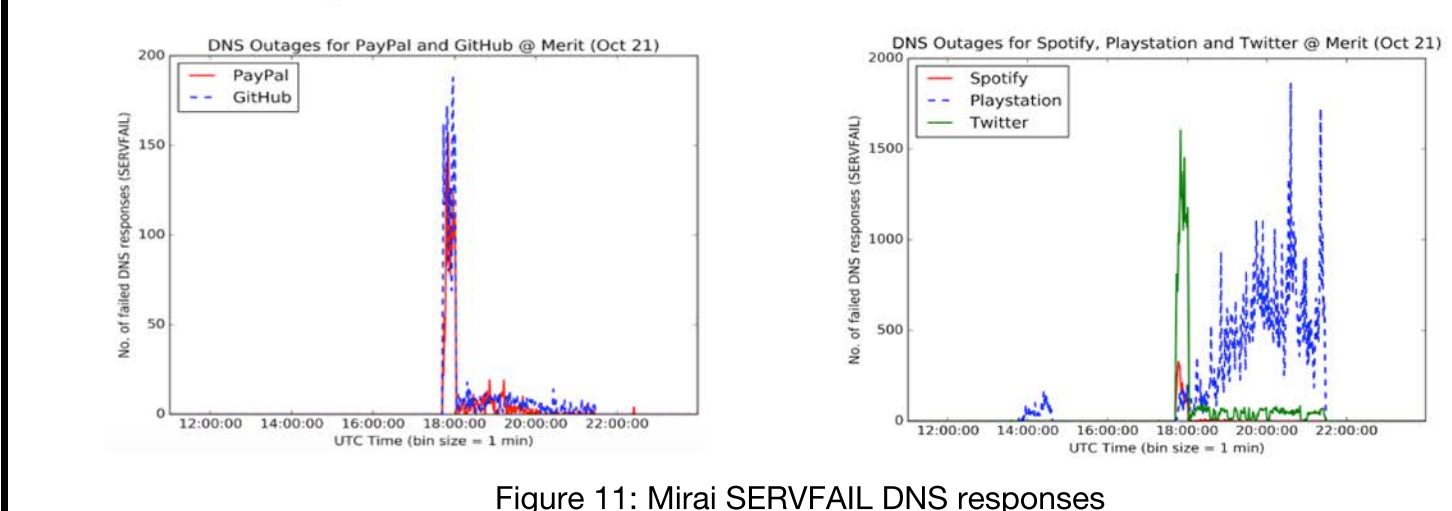 DNS Outages for PayPal and GitHub @ Merit (Oct 21)
PayPal
GitHub
No. of failed DNS responses (SERVFAIL)
200
150
100
50
0
12:00:00 14:00:00 16:00:00 18:00:00 20:00:00 22:00:00
UTC Time (bin size = 1 min)
DNS Outages for Spotify, Playstation and Twitter @ Merit (Oct 21)
Spotify
Playstation
Twitter
No. of failed DNS responses (SERVFAIL)
2000
1500
1000
500
0
12:00:00 14:00:00 16:00:00 18:00:00 20:00:00 22:00:00
UTC Time (bin size = 1 min)
Figure 11: Mirai SERVFAIL DNS responses